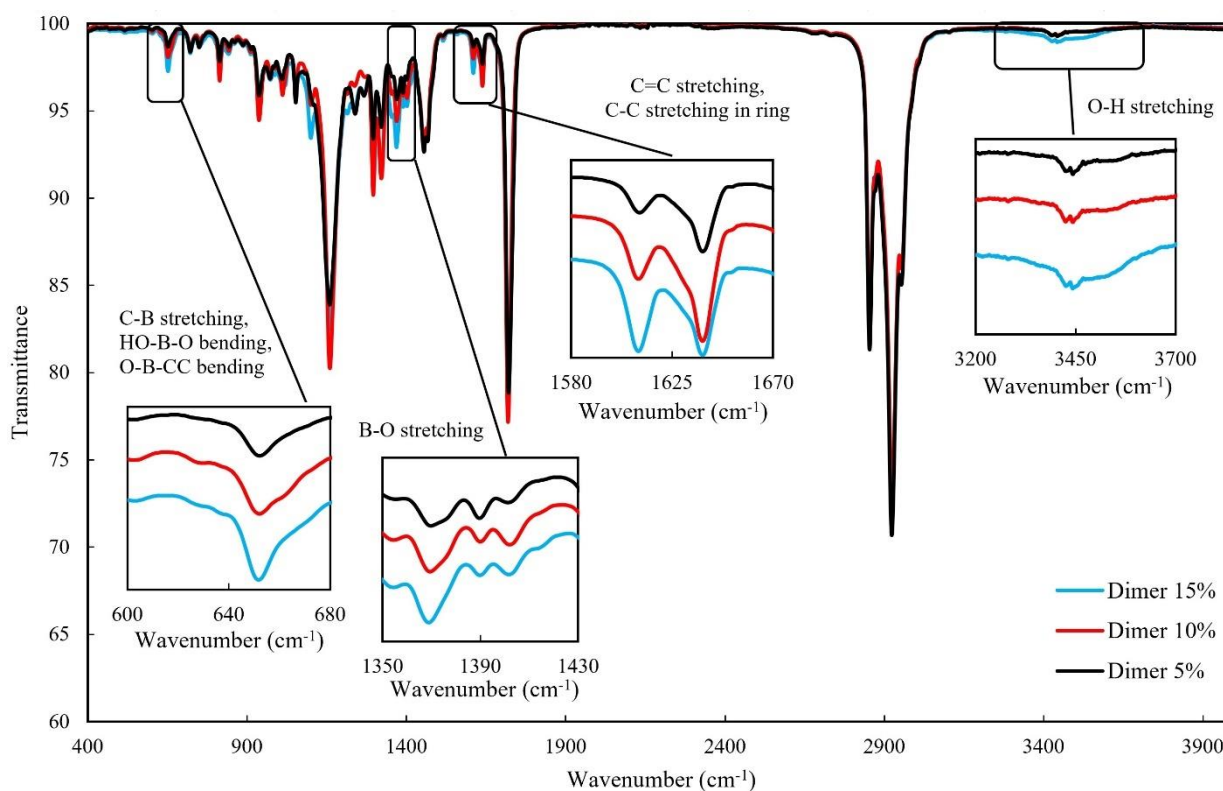 100
95
90
85
80
75
70
65
60
Transmittance
400
900
1400
1900
2400
2900
3400
3900
Wavenumber (cm⁻¹)
C=C stretching,
C-C stretching in ring
1580
1625
1670
Wavenumber (cm⁻¹)
O-H stretching
3200
3450
3700
Wavenumber (cm⁻¹)
C-B stretching,
HO-B-O bending,
O-B-CC bending
600
640
680
Wavenumber (cm⁻¹)
B-O stretching
1350
1390
1430
Wavenumber (cm⁻¹)
Dimer 15%
Dimer 10%
Dimer 5%